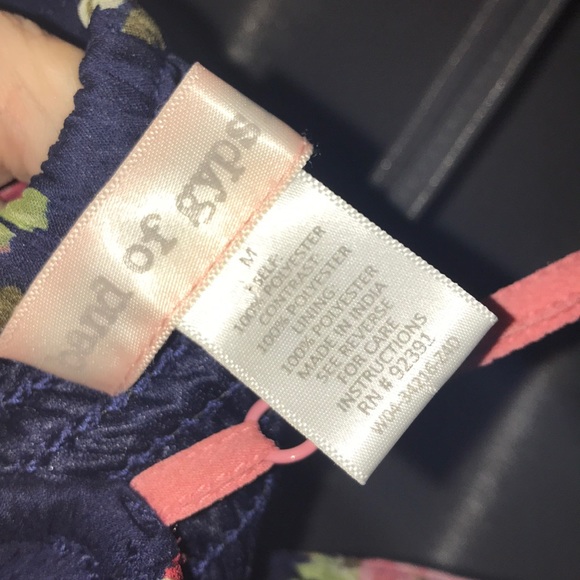 band of gyps
M
SELF:
100% POLYESTER
CONTRAST
100% POLYESTER
LINING
100% POLYESTER
MADE IN INDIA
SEE REVERSE
FOR CARE
INSTRUCTIONS
RN # 92391